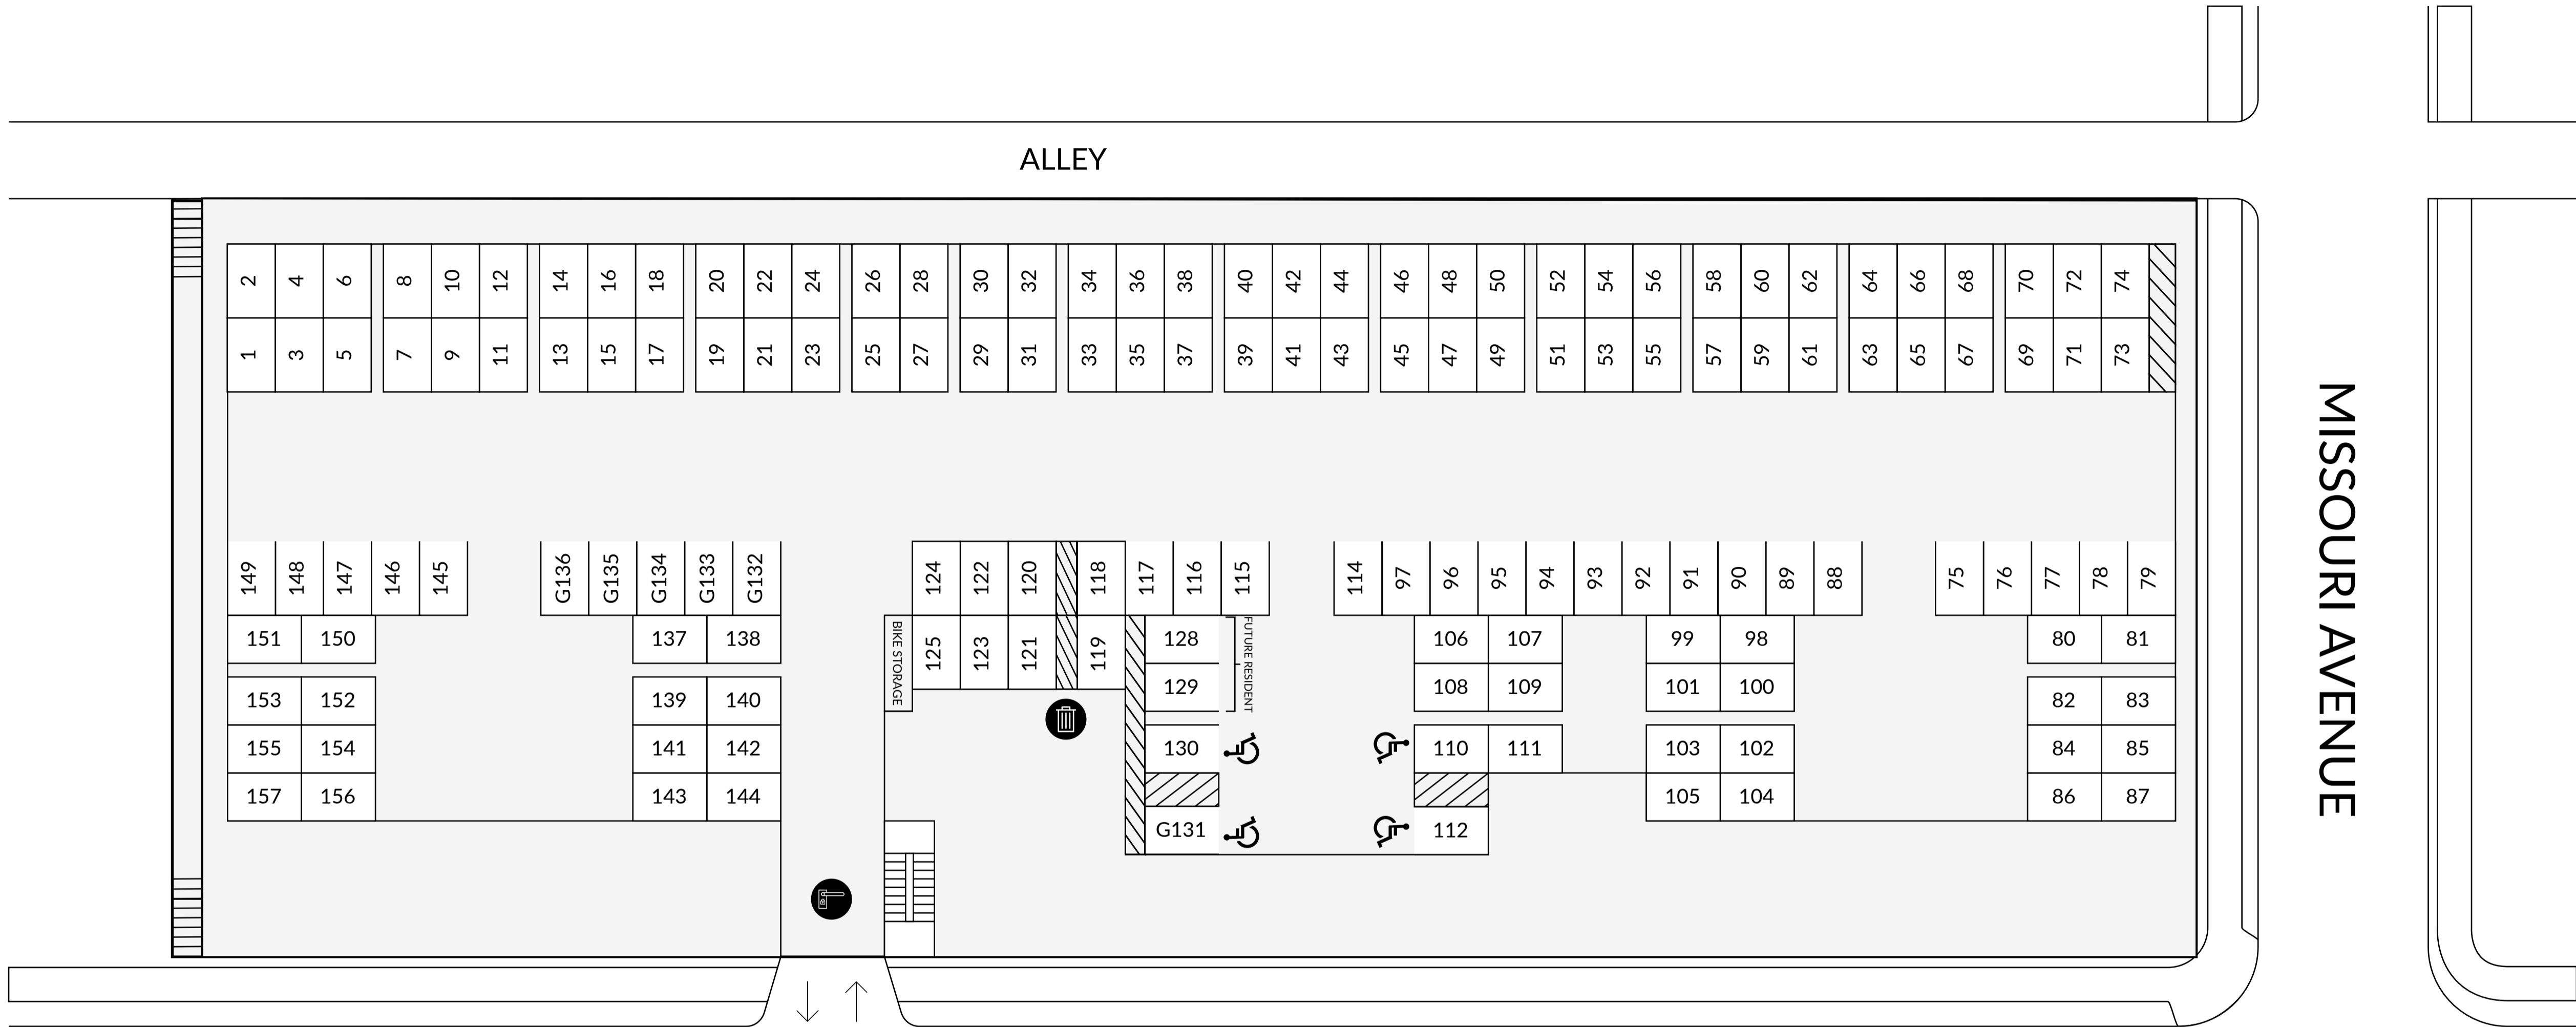 ALLEY
2 4 6 8 10 12 14 16 18 20 22 24 26 28 30 32 34 36 38 40 42 44 46 48 50 52 54 56 58 60 62 64 66 68 70 72 74
1 3 5 7 9 11 13 15 17 19 21 23 25 27 29 31 33 35 37 39 41 43 45 47 49 51 53 55 57 59 61 63 65 67 69 71 73
MISSOURI AVENUE
149 148 147 146 145 G136 G135 G134 G133 G132 124 122 120 118 117 116 115 114 97 96 95 94 93 92 91 90 89 88 75 76 77 78 79
151 150 137 138 128 106 107 99 98 80 81
BIKE STORAGE
125 123 121 119
FUTURE RESIDENT
129 108 109 101 100
153 152 139 140 82 83
155 154 141 142 130 110 111 103 102 84 85
157 156 143 144 105 104 86 87
G131 112